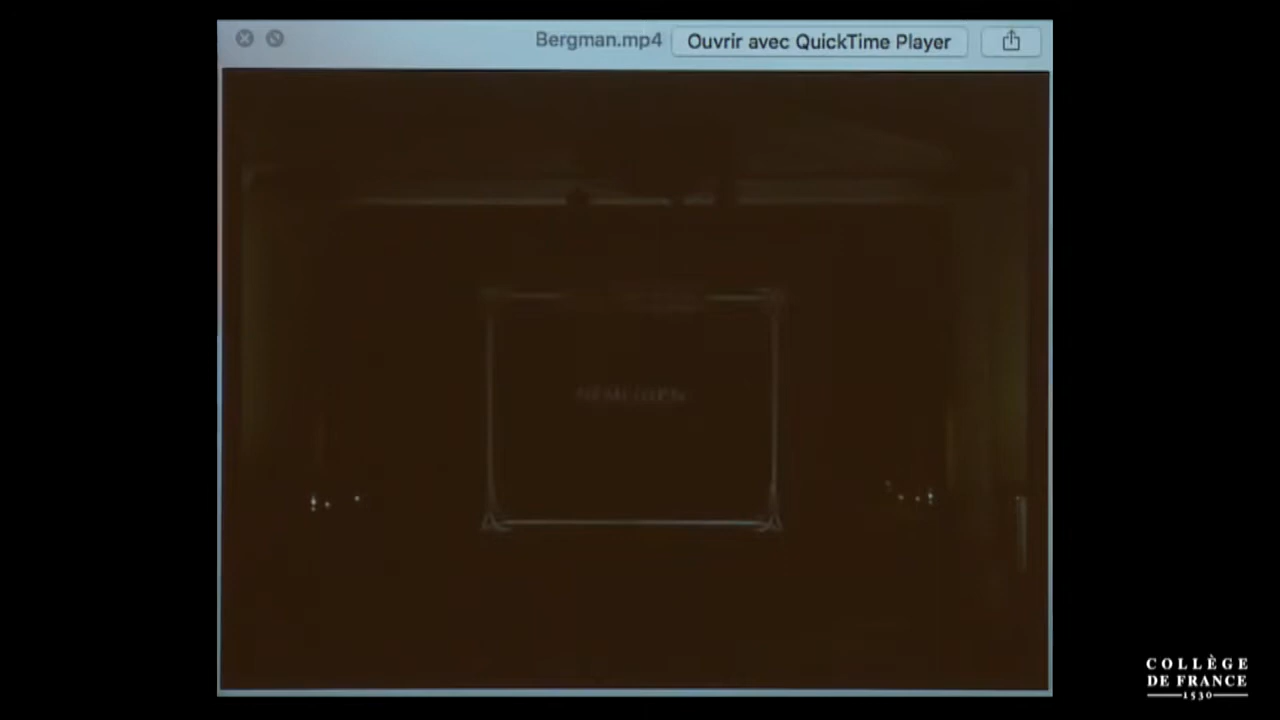 Bergman.mp4
Ouvrir avec QuickTime Player
COLLÈGE
DE FRANCE
1530